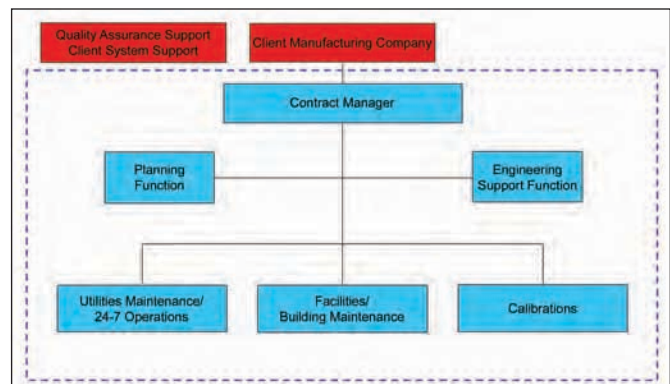 Quality Assurance Support
Client System Support
Client Manufacturing Company
Contract Manager
Planning
Function
Engineering
Support Function
Utilities Maintenance/
24-7 Operations
Facilities/
Building Maintenance
Calibrations